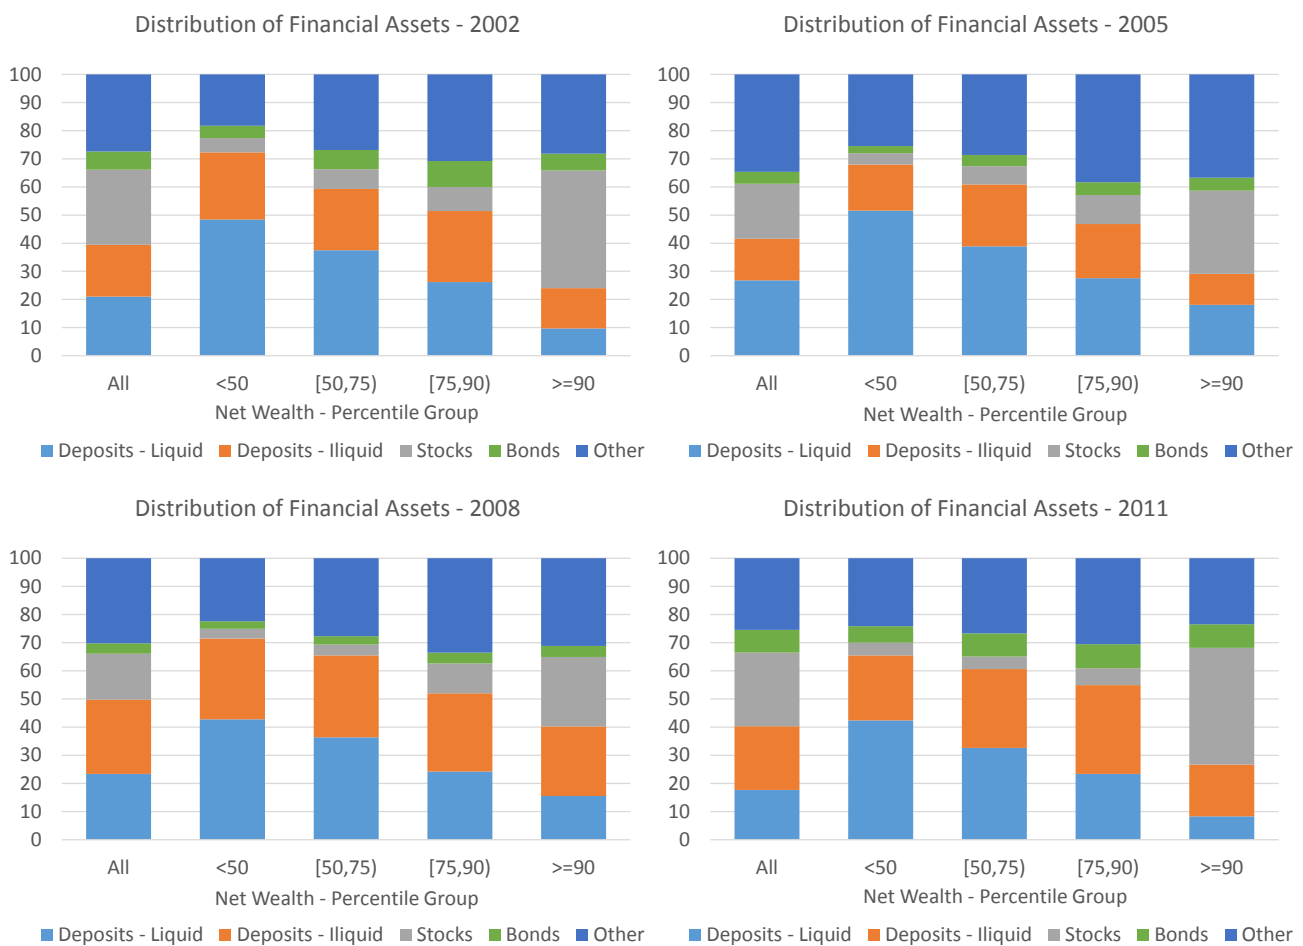 Distribution of Financial Assets - 2002
100
90
80
70
60
50
40
30
20
10
0
All <50 [50,75) [75,90) >=90
Net Wealth - Percentile Group
Deposits - Liquid Deposits - Iliquid Stocks Bonds Other
Distribution of Financial Assets - 2005
100
90
80
70
60
50
40
30
20
10
0
All <50 [50,75) [75,90) >=90
Net Wealth - Percentile Group
Deposits - Liquid Deposits - Iliquid Stocks Bonds Other
Distribution of Financial Assets - 2008
100
90
80
70
60
50
40
30
20
10
0
All <50 [50,75) [75,90) >=90
Net Wealth - Percentile Group
Deposits - Liquid Deposits - Iliquid Stocks Bonds Other
Distribution of Financial Assets - 2011
100
90
80
70
60
50
40
30
20
10
0
All <50 [50,75) [75,90) >=90
Net Wealth - Percentile Group
Deposits - Liquid Deposits - Iliquid Stocks Bonds Other